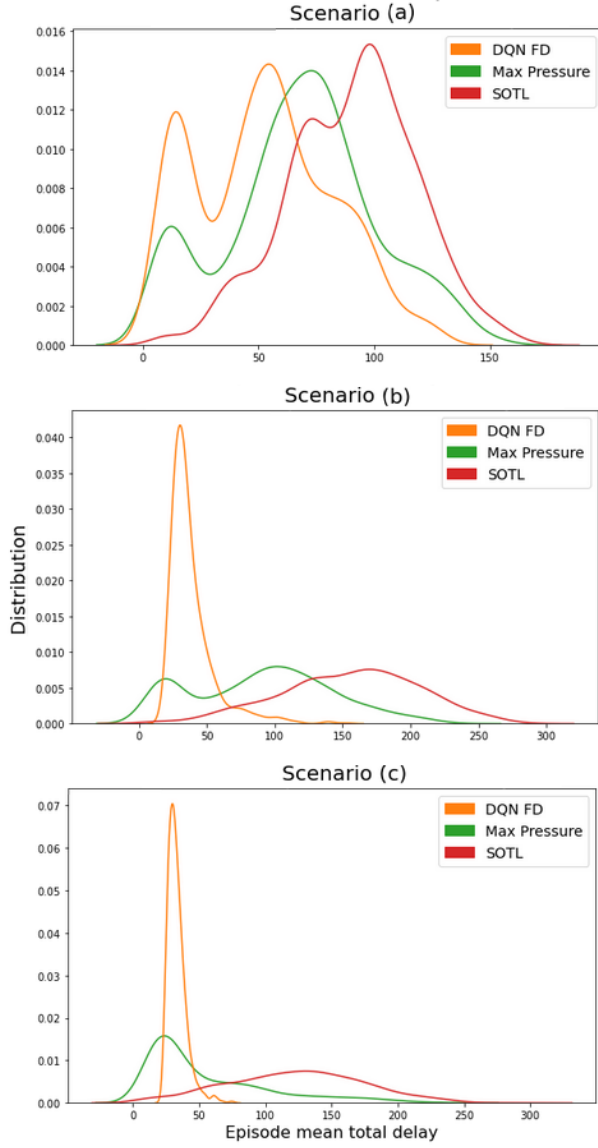 Scenario (a)
0.016
0.014
0.012
0.010
0.008
0.006
0.004
0.002
0.000
DQN FD
Max Pressure
SOTL
0 50 100 150
Scenario (b)
0.040
0.035
0.030
0.025
0.020
0.015
0.010
0.005
0.000
DQN FD
Max Pressure
SOTL
Distribution
0 50 100 150 200 250 300
Scenario (c)
0.07
0.06
0.05
0.04
0.03
0.02
0.01
0.00
DQN FD
Max Pressure
SOTL
0 50 100 150 200 250 300
Episode mean total delay